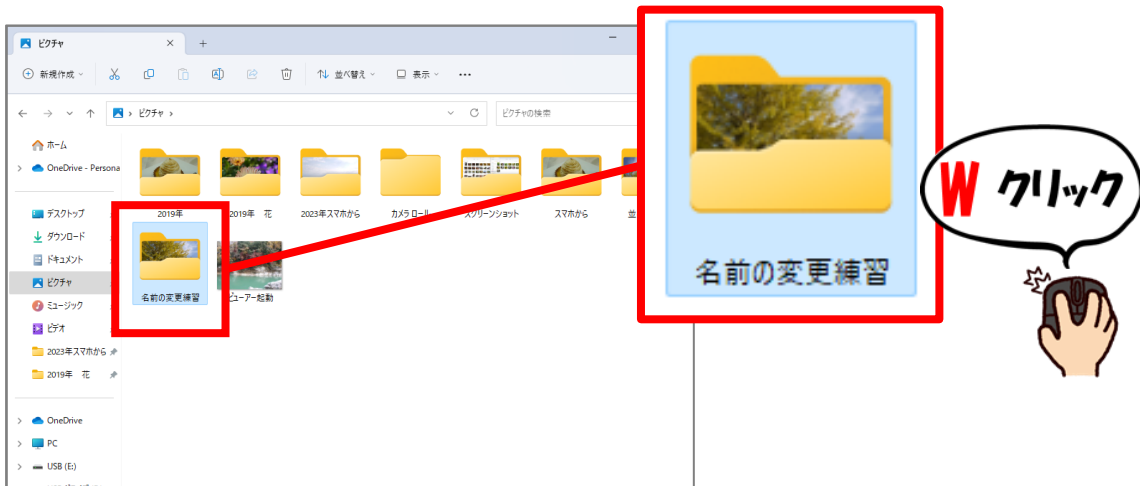 ピクチャ
新規作成
並べ替え
表示
ピクチャ
ピクチャの検索
ホーム
OneDrive - Persona
デスクトップ
ダウンロード
ドキュメント
ピクチャ
ミュージック
ビデオ
2023年スマホから
2019年 花
OneDrive
PC
USB (E:)
2019年
2019年 花
2023年スマホから
カメラ ロール
スクリーンショット
スマホから
並
名前の変更練習
ビューアー起動
名前の変更練習
W クリック